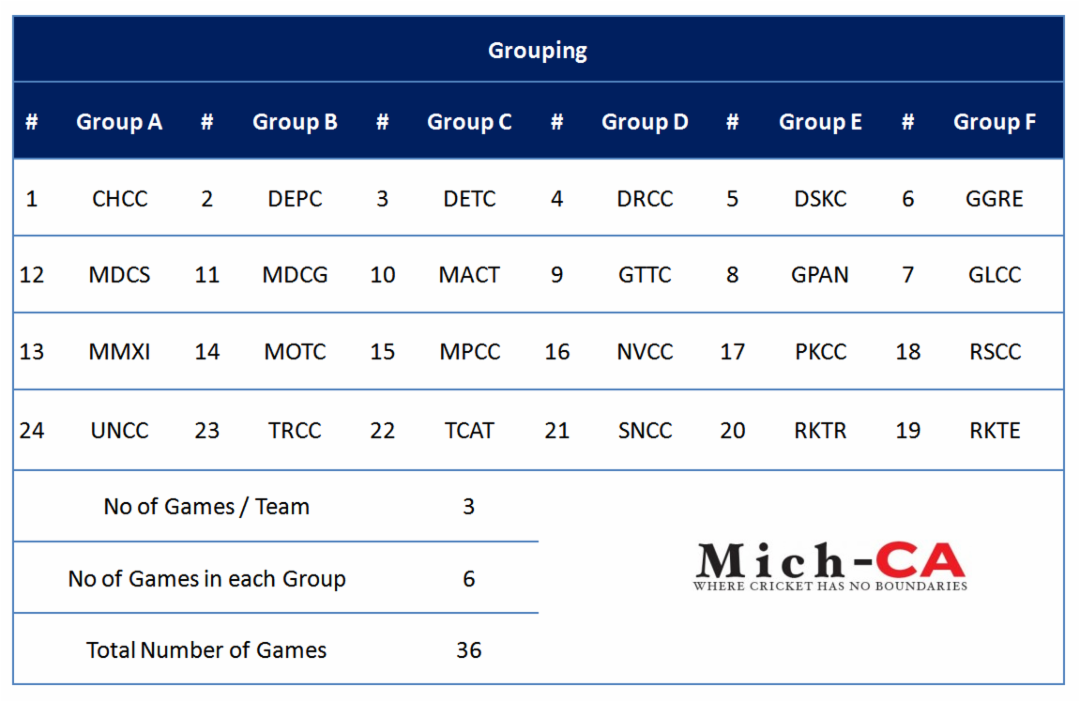 Grouping
# Group A # Group B # Group C # Group D # Group E # Group F
1 CHCC 2 DEPC 3 DETC 4 DRCC 5 DSKC 6 GGRE
12 MDCS 11 MDCG 10 MACT 9 GTTC 8 GPAN 7 GLCC
13 MMXI 14 MOTC 15 MPCC 16 NVCC 17 PKCC 18 RSCC
24 UNCC 23 TRCC 22 TCAT 21 SNCC 20 RKTR 19 RKTE
No of Games / Team 3
No of Games in each Group 6
Total Number of Games 36
Mich-CA
WHERE CRICKET HAS NO BOUNDARIES